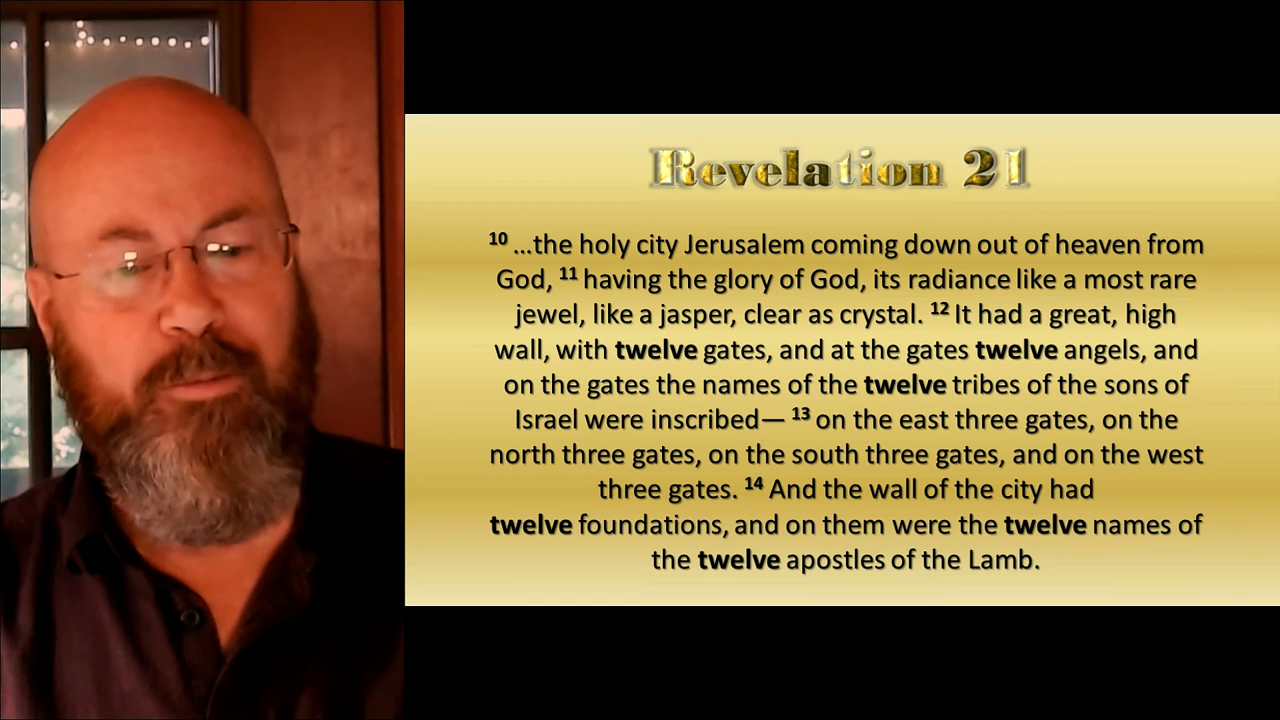 Revelation 21
10 …the holy city Jerusalem coming down out of heaven from
God, 11 having the glory of God, its radiance like a most rare
jewel, like a jasper, clear as crystal. 12 It had a great, high
wall, with twelve gates, and at the gates twelve angels, and
on the gates the names of the twelve tribes of the sons of
Israel were inscribed— 13 on the east three gates, on the
north three gates, on the south three gates, and on the west
three gates. 14 And the wall of the city had
twelve foundations, and on them were the twelve names of
the twelve apostles of the Lamb.